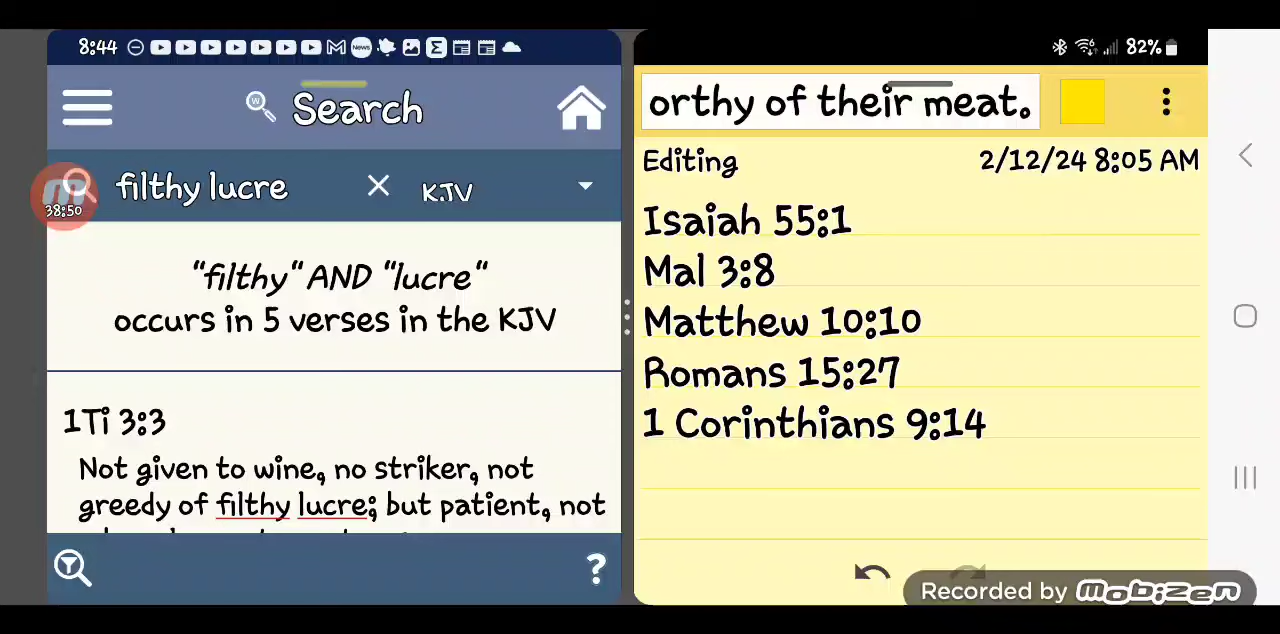 8:44
News
82%
Search
filthy lucre
KJV
38:50
"filthy" AND "lucre"
occurs in 5 verses in the KJV
1Ti 3:3
Not given to wine, no striker, not
greedy of filthy lucre; but patient, not
?
orthy of their meat.
Editing
2/12/24 8:05 AM
Isaiah 55:1
Mal 3:8
Matthew 10:10
Romans 15:27
1 Corinthians 9:14
Recorded by mobizen